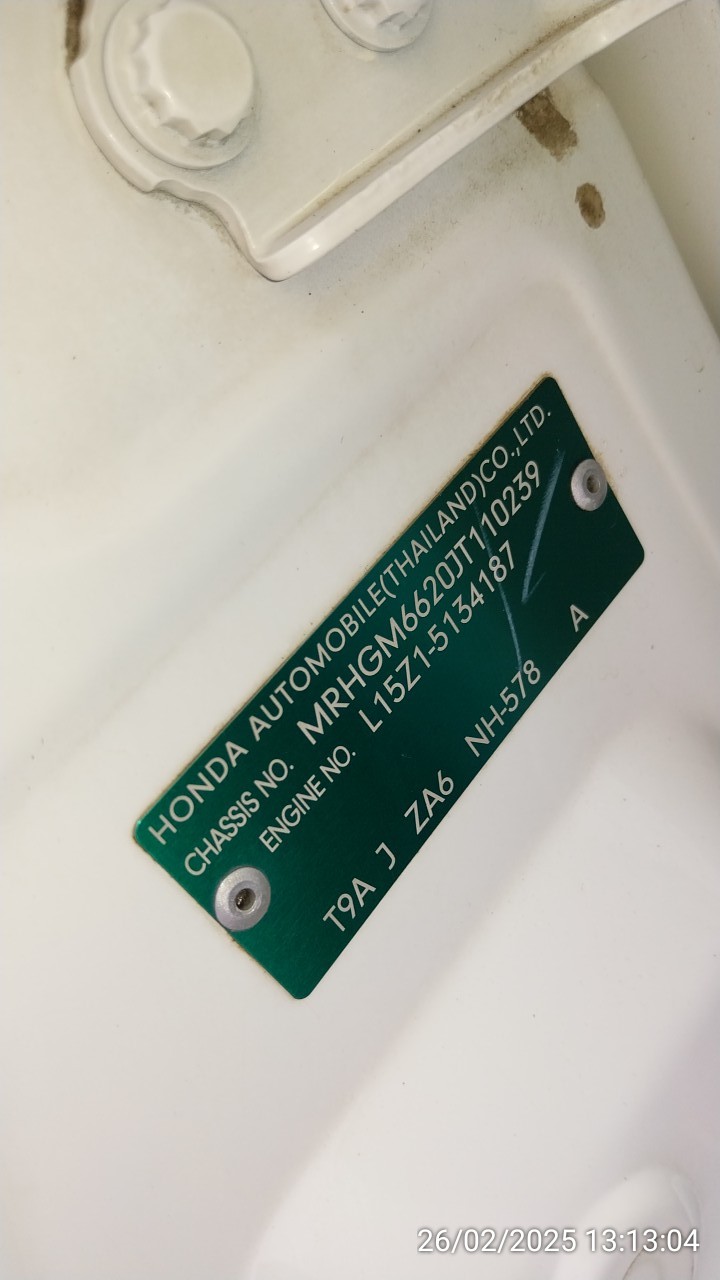 HONDA AUTOMOBILE(THAILAND)CO.,LTD.
CHASSIS NO. MRHGM6620JT110239
ENGINE NO. L15Z1-5134187
T9A J ZA6 NH-578 A
26/02/2025 13:13:04